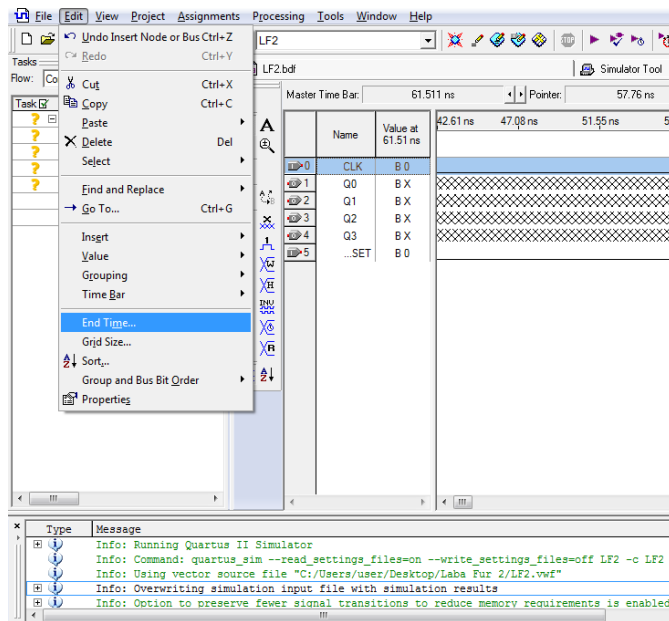 File Edit View Project Assignments Processing Tools Window Help
Undo Insert Node or Bus Ctrl+Z
Redo Ctrl+Y
Cut Ctrl+X
Copy Ctrl+C
Paste
Delete Del
Select
Find and Replace
Go To... Ctrl+G
Insert
Value
Grouping
Time Bar
End Time...
Grid Size...
Sort...
Group and Bus Bit Order
Properties
Tasks
Flow: Co
Task
LF2
LF2.bdf
Simulator Tool
Master Time Bar: 61.511 ns Pointer: 57.76 ns
Name Value at 61.51 ns 42.61 ns 47.08 ns 51.55 ns
0 CLK B 0
1 Q0 B X
2 Q1 B X
3 Q2 B X
4 Q3 B X
5 ...SET B 0
Type Message
Info: Running Quartus II Simulator
Info: Command: quartus_sim --read_settings_files=on --write_settings_files=off LF2 -c LF2
Info: Using vector source file "C:/Users/user/Desktop/Laba Fur 2/LF2.vwf"
Info: Overwriting simulation input file with simulation results
Info: Option to preserve fewer signal transitions to reduce memory requirements is enabled